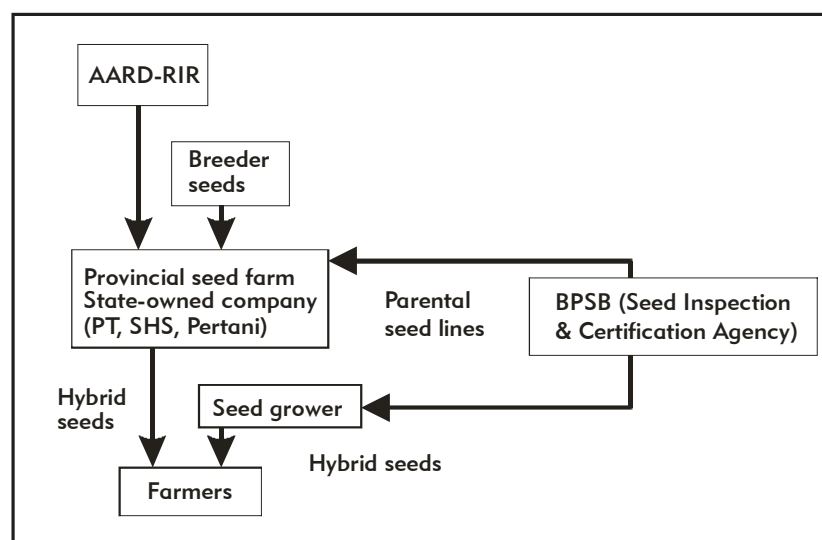 AARD-RIR
Breeder
seeds
Provincial seed farm
State-owned company
(PT, SHS, Pertani)
Parental
seed lines
BPSB (Seed Inspection
& Certification Agency)
Hybrid
seeds
Seed grower
Hybrid seeds
Farmers